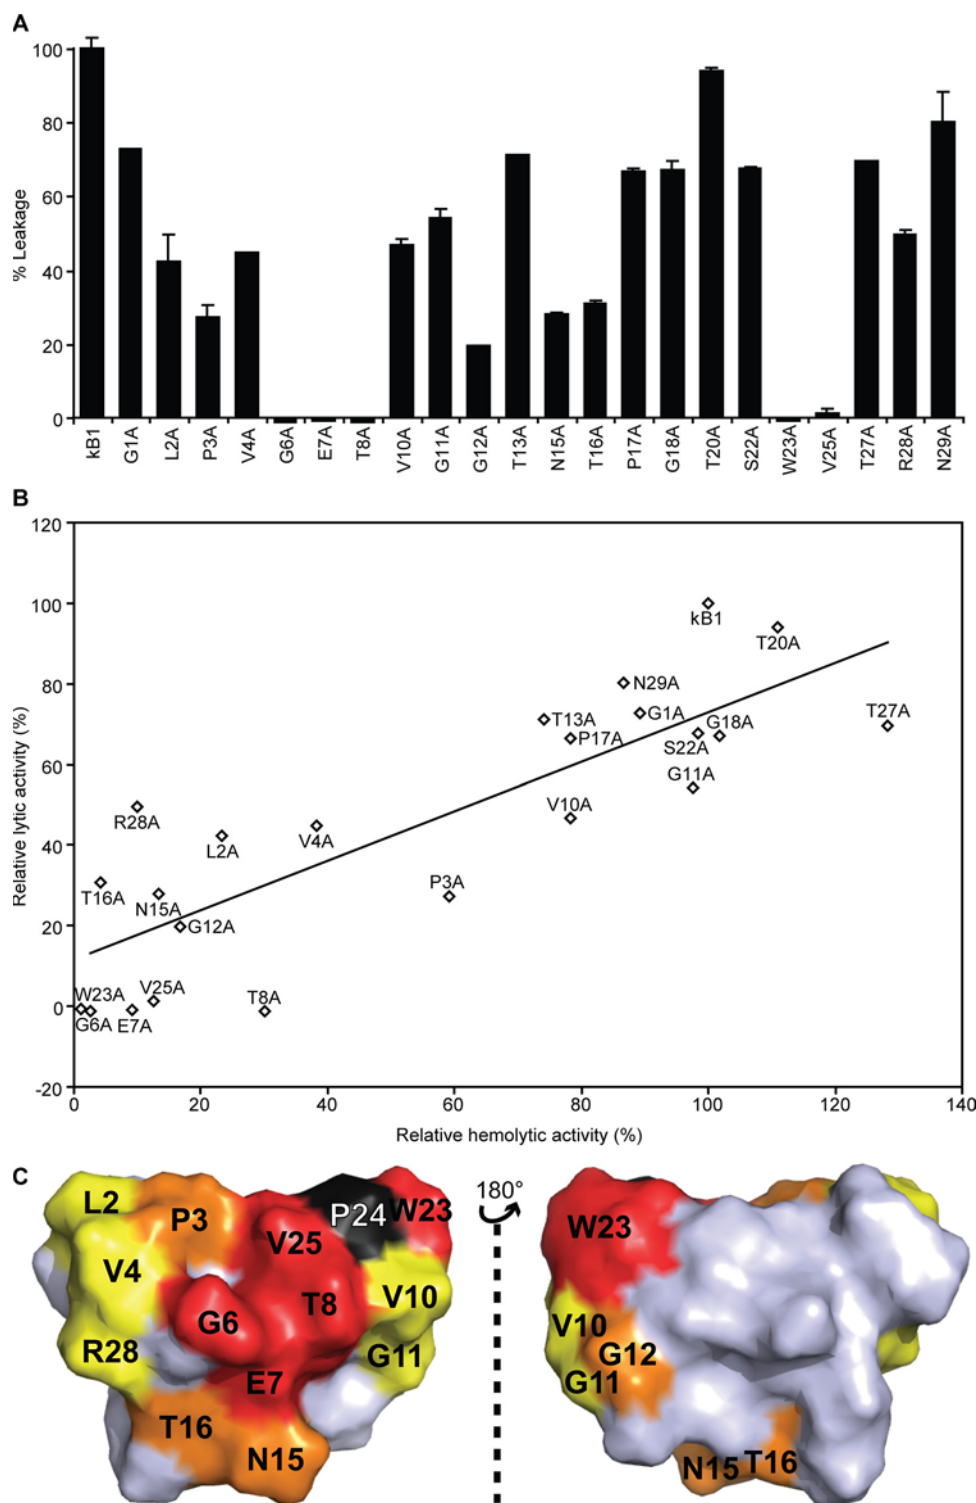 A
100
80
60
40
20
0
% Leakage
kB1
G1A
L2A
P3A
V4A
G6A
E7A
T8A
V10A
G11A
G12A
T13A
N15A
T16A
P17A
G18A
T20A
S22A
W23A
V25A
T27A
R28A
N29A
B
120
100
80
60
40
20
0
-20
Relative lytic activity (%)
kB1
T20A
N29A
T13A
G1A
G18A
T27A
P17A
S22A
G11A
R28A
V10A
L2A
V4A
T16A
P3A
N15A
G12A
W23A
V25A
T8A
G6A
E7A
0 20 40 60 80 100 120 140
Relative hemolytic activity (%)
C
L2
P3
P24
W23
V25
V4
G6
T8
V10
R28
G11
E7
T16
N15
180°
W23
V10
G12
G11
N15
T16